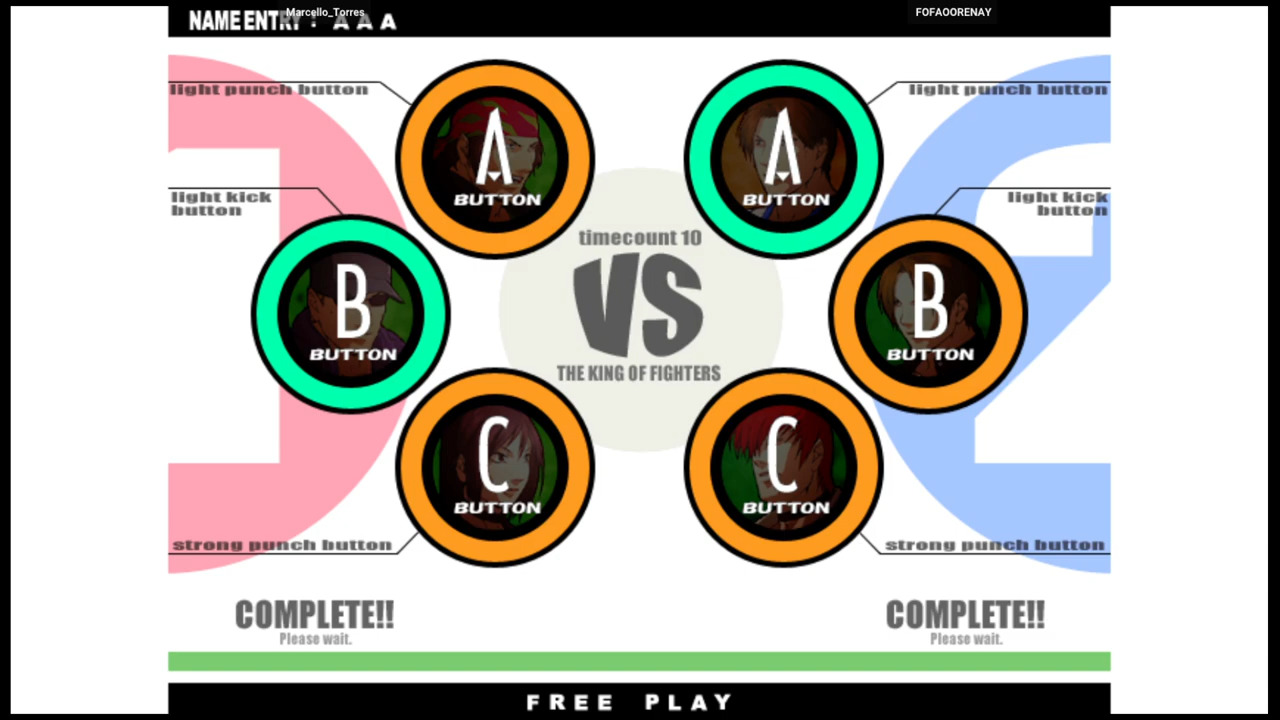 Marcello_Torres
FOFAOORENAY
NAME ENTRY : A A A
light punch button
light punch button
A
BUTTON
A
BUTTON
light kick
button
light kick
button
timecount 10
VS
THE KING OF FIGHTERS
B
BUTTON
B
BUTTON
C
BUTTON
C
BUTTON
strong punch button
strong punch button
COMPLETE!!
Please wait.
COMPLETE!!
Please wait.
FREE PLAY